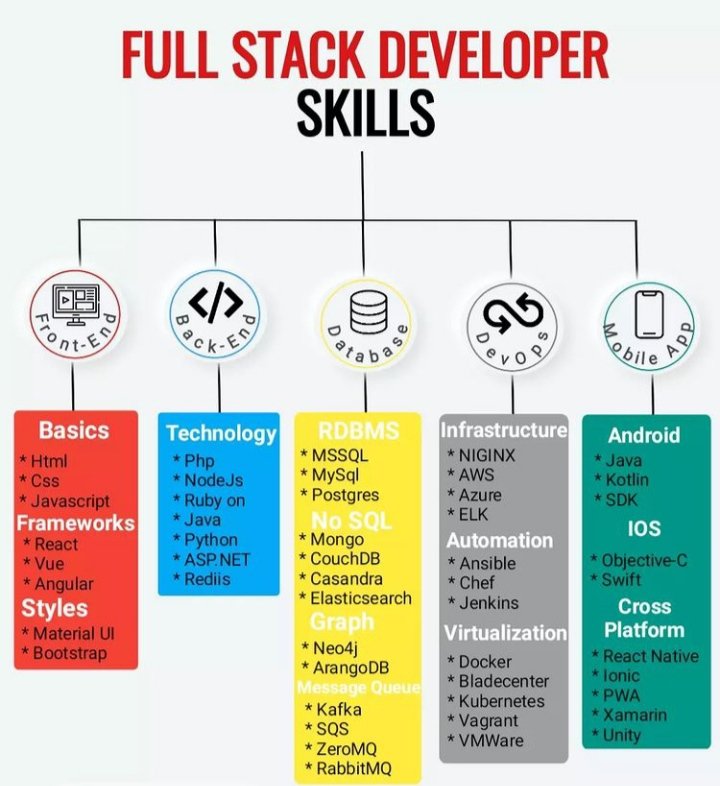 FULL STACK DEVELOPER
SKILLS
Front-End
Basics
* Html
* Css
* Javascript
Frameworks
* React
* Vue
* Angular
Styles
* Material UI
* Bootstrap
Back-End
Technology
* Php
* NodeJs
* Ruby on
* Java
* Python
* ASP.NET
* Rediis
Database
RDBMS
* MSSQL
* MySql
* Postgres
No SQL
* Mongo
* CouchDB
* Casandra
* Elasticsearch
Graph
* Neo4j
* ArangoDB
Message Queue
* Kafka
* SQS
* ZeroMQ
* RabbitMQ
DevOps
Infrastructure
* NIGINX
* AWS
* Azure
* ELK
Automation
* Ansible
* Chef
* Jenkins
Virtualization
* Docker
* Bladecenter
* Kubernetes
* Vagrant
* VMWare
Mobile App
Android
* Java
* Kotlin
* SDK
IOS
* Objective-C
* Swift
Cross
Platform
* React Native
* Ionic
* PWA
* Xamarin
* Unity